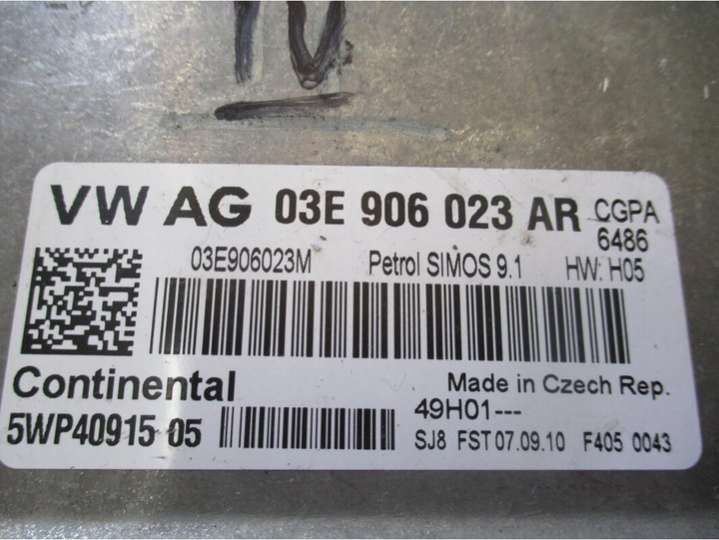 VW AG 03E 906 023 AR CGPA
6486
03E906023M Petrol SIMOS 9.1 HW: H05
Continental Made in Czech Rep.
5WP40915 05 49H01---
SJ8 FST 07.09.10 F405 0043